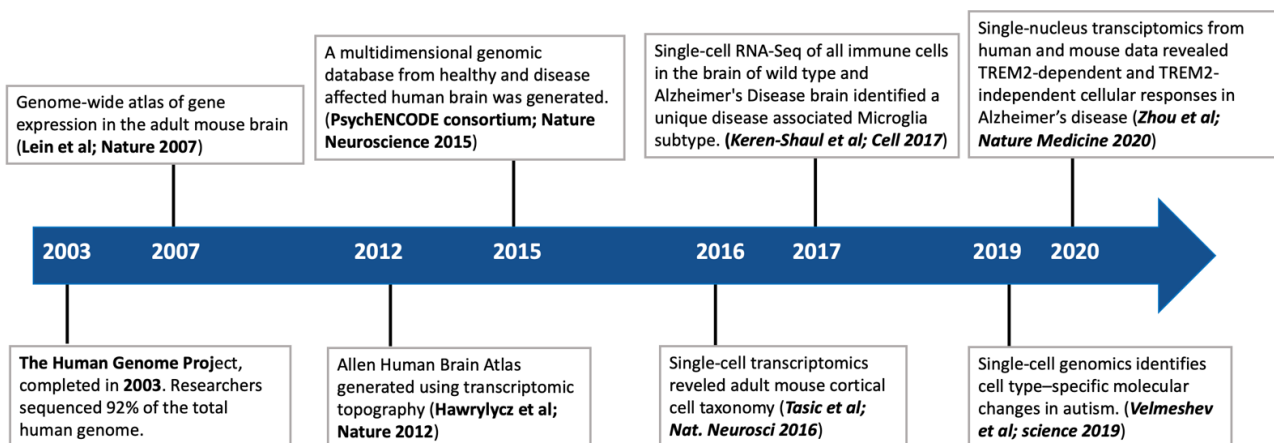 Genome-wide atlas of gene
expression in the adult mouse brain
(Lein et al; Nature 2007)
A multidimensional genomic
database from healthy and disease
affected human brain was generated.
(PsychENCODE consortium; Nature
Neuroscience 2015)
Single-cell RNA-Seq of all immune cells
in the brain of wild type and
Alzheimer's Disease brain identified a
unique disease associated Microglia
subtype. (Keren-Shaul et al; Cell 2017)
Single-nucleus transciptomics from
human and mouse data revealed
TREM2-dependent and TREM2-
independent cellular responses in
Alzheimer’s disease (Zhou et al;
Nature Medicine 2020)
2003 2007 2012 2015 2016 2017 2019 2020
The Human Genome Project,
completed in 2003. Researchers
sequenced 92% of the total
human genome.
Allen Human Brain Atlas
generated using transcriptomic
topography (Hawrylycz et al;
Nature 2012)
Single-cell transcriptomics
reveled adult mouse cortical
cell taxonomy (Tasic et al;
Nat. Neurosci 2016)
Single-cell genomics identifies
cell type–specific molecular
changes in autism. (Velmeshev
et al; science 2019)